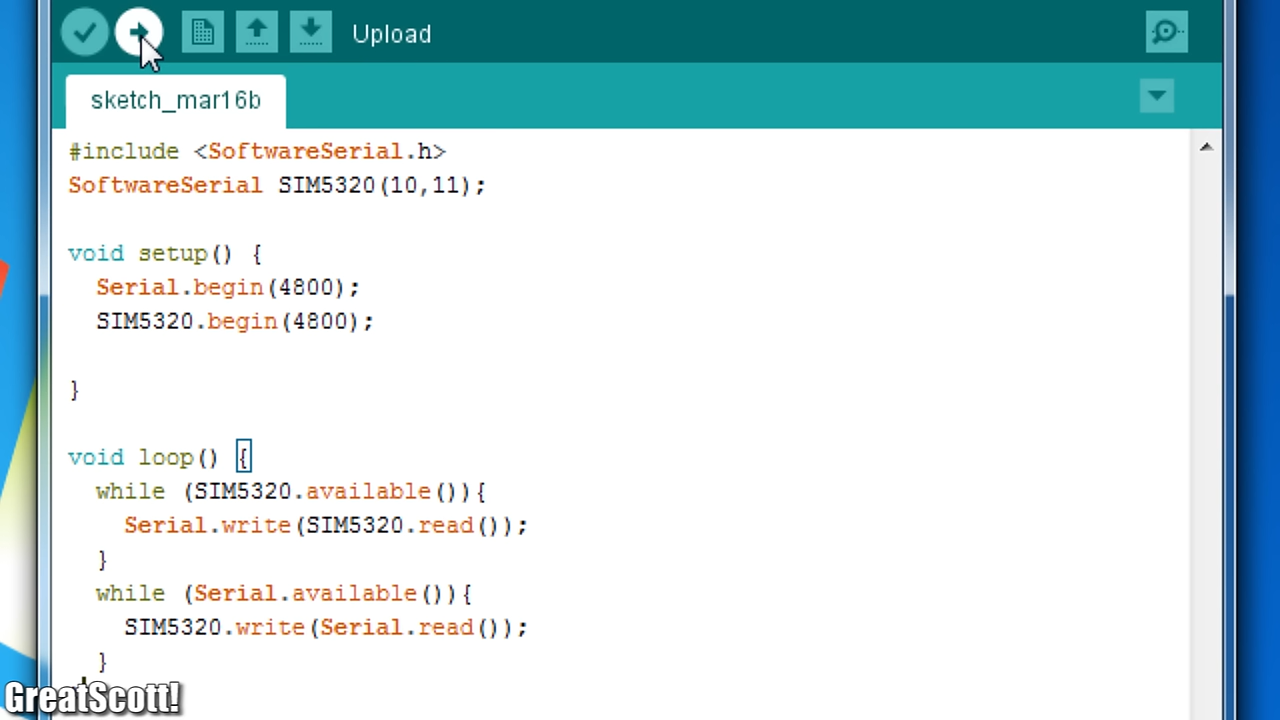 Upload
sketch_mar16b
#include <SoftwareSerial.h>
SoftwareSerial SIM5320(10,11);
void setup() {
  Serial.begin(4800);
  SIM5320.begin(4800);
}
void loop() {
  while (SIM5320.available()){
    Serial.write(SIM5320.read());
  }
  while (Serial.available()){
    SIM5320.write(Serial.read());
  }
GreatScott!